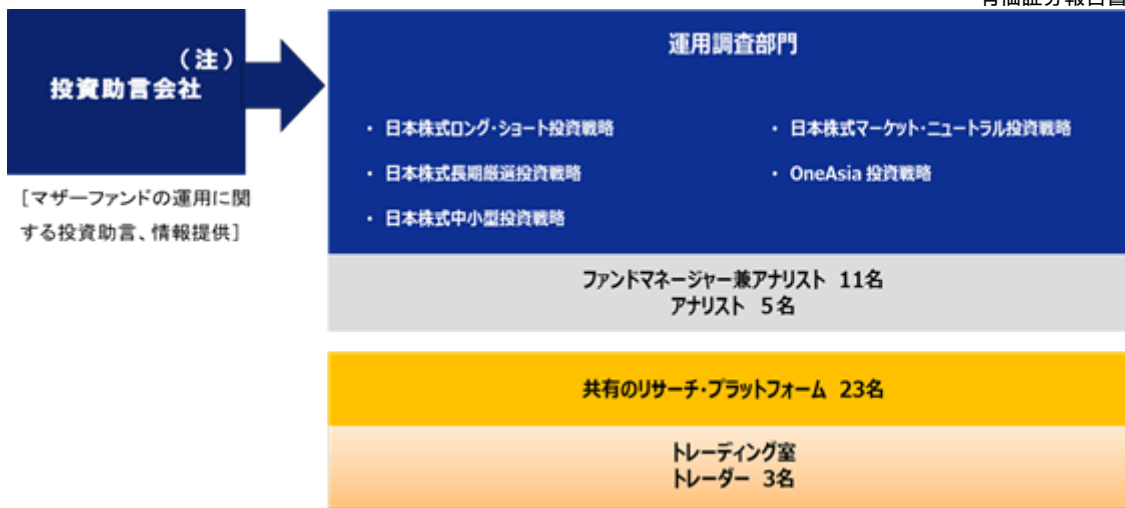 （注）
投資助言会社
[マザーファンドの運用に関
する投資助言、情報提供]
運用調査部門
・ 日本株式ロング・ショート投資戦略
・ 日本株式マーケット・ニュートラル投資戦略
・ 日本株式長期厳選投資戦略
・ OneAsia 投資戦略
・ 日本株式中小型投資戦略
ファンドマネージャー兼アナリスト 11名
アナリスト 5名
共有のリサーチ・プラットフォーム 23名
トレーディング室
トレーダー 3名